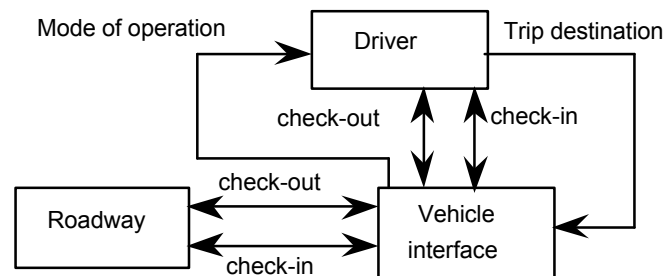 Mode of operation
Driver
Trip destination
check-out
check-in
check-out
Roadway
Vehicle
interface
check-in